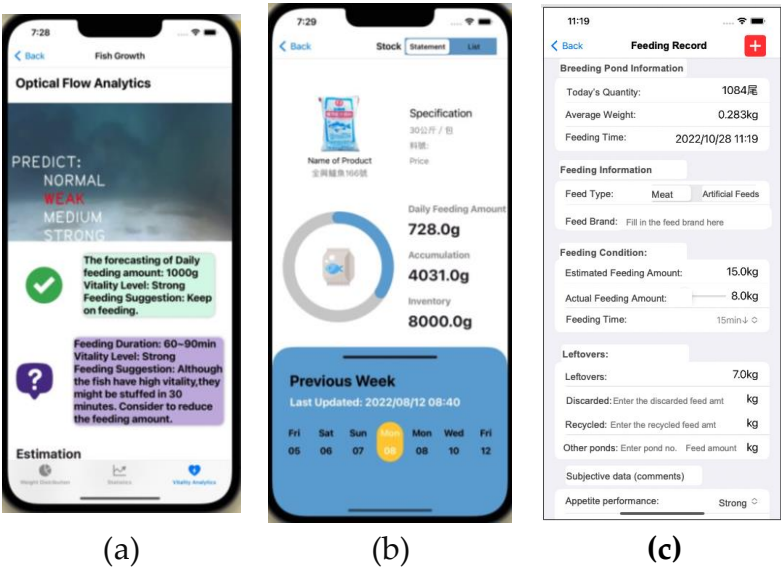 7:28
Back
Fish Growth
Optical Flow Analytics
PREDICT:
NORMAL
WEAK
MEDIUM
STRONG
The forecasting of Daily
feeding amount: 1000g
Vitality Level: Strong
Feeding Suggestion: Keep
on feeding.
Feeding Duration: 60~90min
Vitality Level: Strong
Feeding Suggestion: Although
the fish have high vitality,they
might be stuffed in 30
minutes. Consider to reduce
the feeding amount.
Estimation
Weight Distribution
Statistics
Vitality Analytics
(a)
7:29
Back
Stock
Statement
List
Specification
30公斤 / 包
料號:
Price
Name of Product
全興鱸魚166號
Daily Feeding Amount
728.0g
Accumulation
4031.0g
Inventory
8000.0g
Previous Week
Last Updated: 2022/08/12 08:40
Fri Sat Sun Mon Mon Wed Fri
05 06 07 08 08 10 12
(b)
11:19
Back
Feeding Record
+
Breeding Pond Information
Today's Quantity: 1084尾
Average Weight: 0.283kg
Feeding Time: 2022/10/28 11:19
Feeding Information
Feed Type: Meat Artificial Feeds
Feed Brand: Fill in the feed brand here
Feeding Condition:
Estimated Feeding Amount: 15.0kg
Actual Feeding Amount: 8.0kg
Feeding Time: 15min↓
Leftovers:
Leftovers: 7.0kg
Discarded: Enter the discarded feed amt kg
Recycled: Enter the recycled feed amt kg
Other ponds: Enter pond no. Feed amount kg
Subjective data (comments)
Appetite performance: Strong
(c)